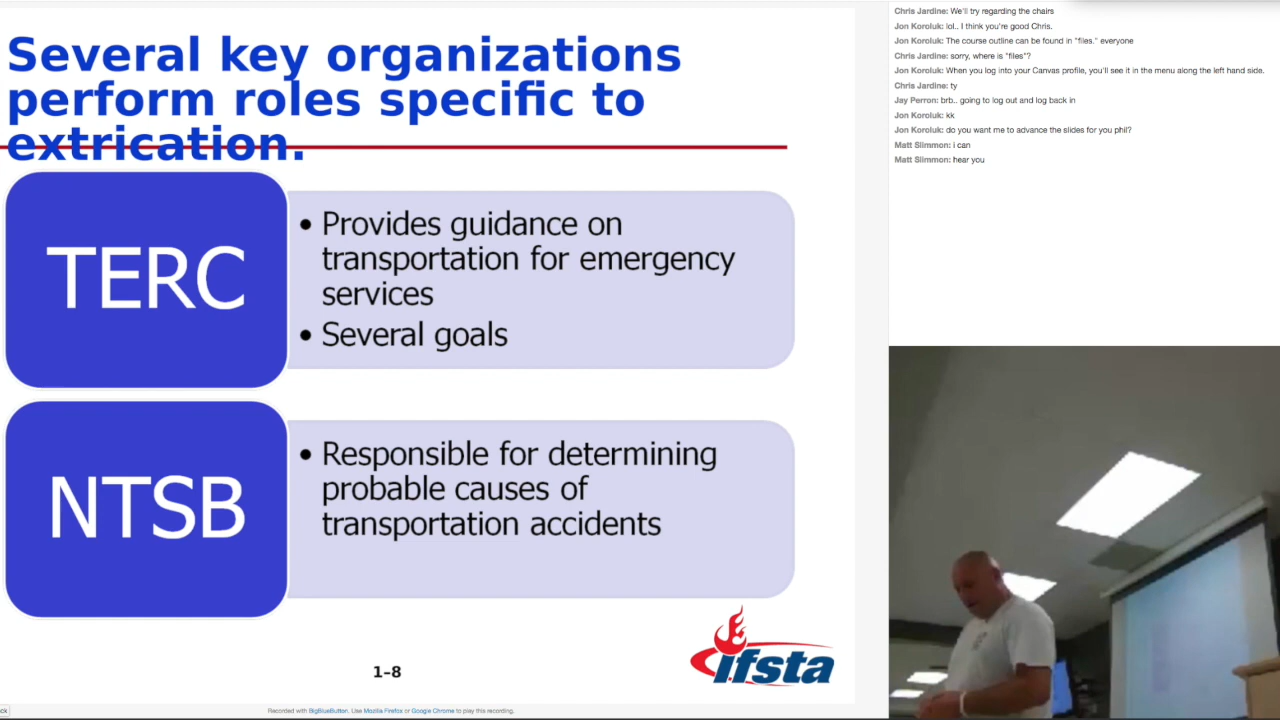 Several key organizations
perform roles specific to
extrication.
TERC
• Provides guidance on
transportation for emergency
services
• Several goals
NTSB
• Responsible for determining
probable causes of
transportation accidents
ifsta
1–8
ck
Recorded with BigBlueButton. Use Mozilla Firefox or Google Chrome to play this recording.
Chris Jardine: We'll try regarding the chairs
Jon Koroluk: lol.. I think you're good Chris.
Jon Koroluk: The course outline can be found in "files." everyone
Chris Jardine: sorry, where is "files"?
Jon Koroluk: When you log into your Canvas profile, you'll see it in the menu along the left hand side.
Chris Jardine: ty
Jay Perron: brb.. going to log out and log back in
Jon Koroluk: kk
Jon Koroluk: do you want me to advance the slides for you phil?
Matt Slimmon: i can
Matt Slimmon: hear you